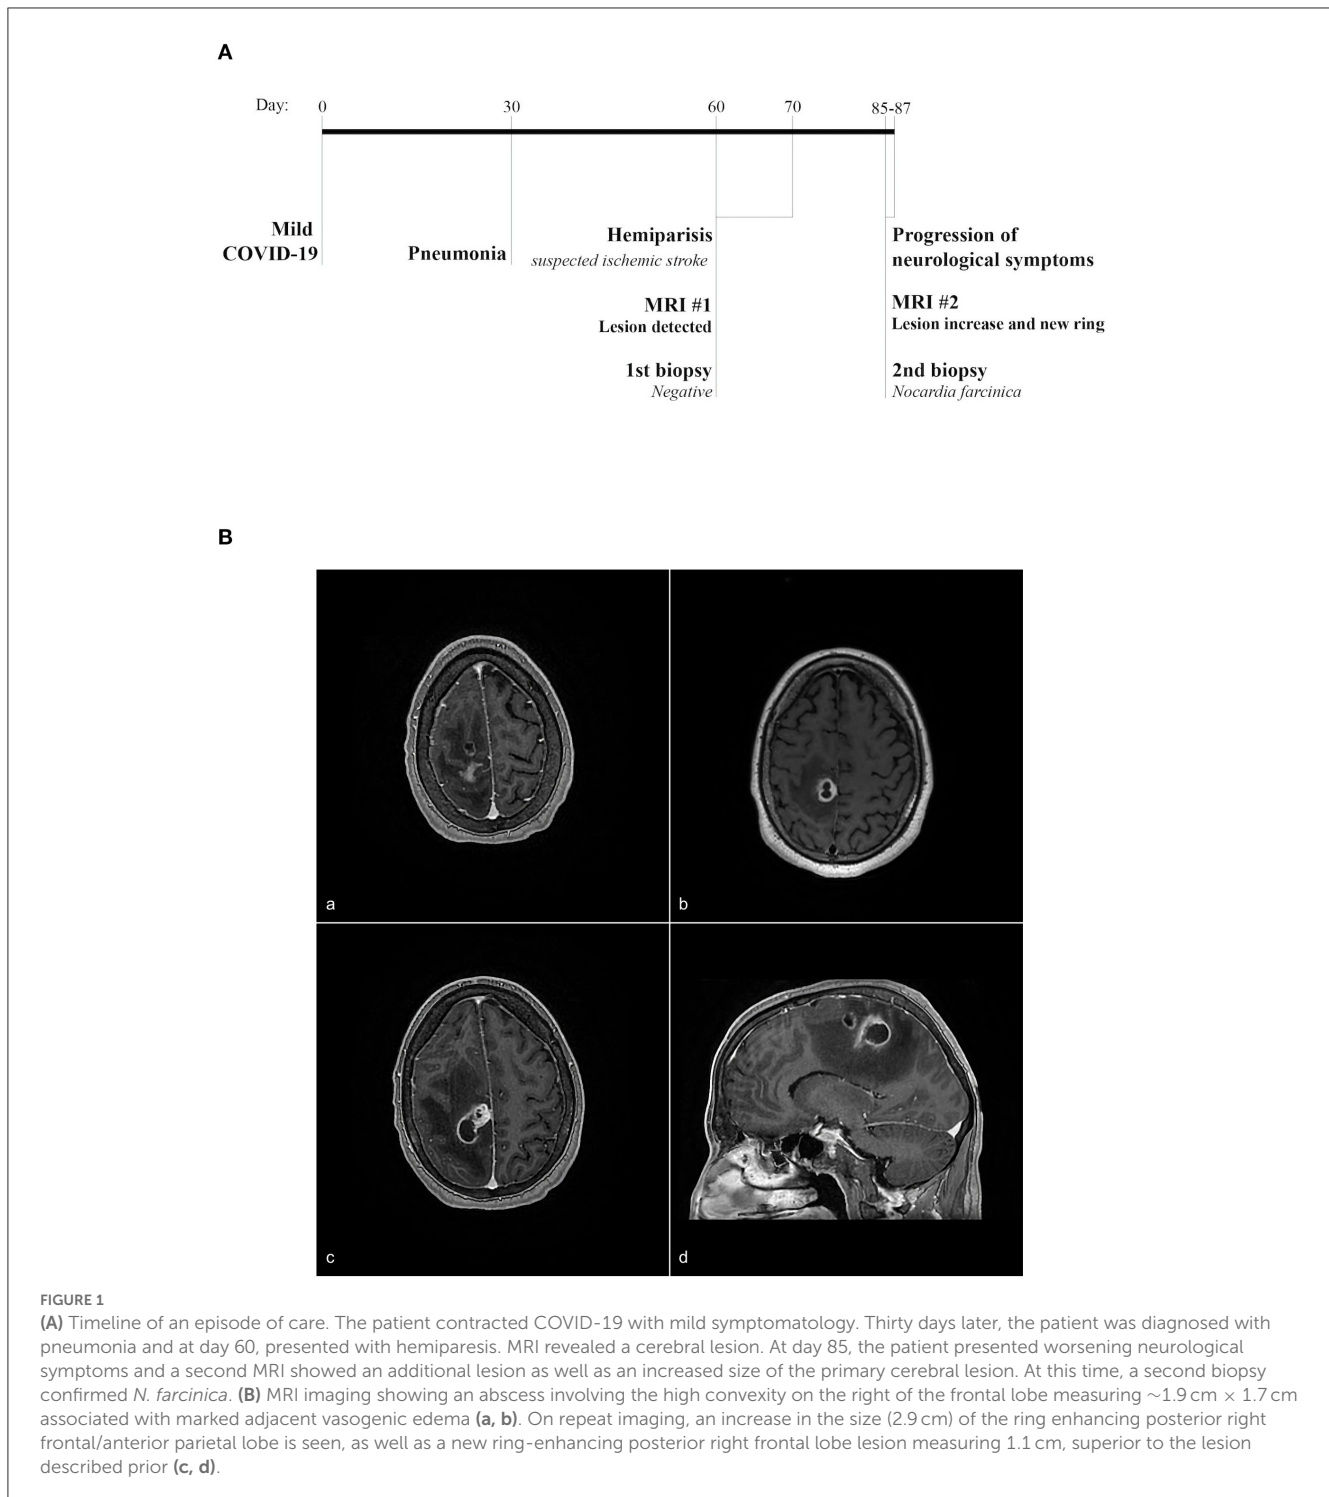 A
Day: 0 30 60 70 85-87
Mild
COVID-19
Pneumonia
Hemiparisis
suspected ischemic stroke
MRI #1
Lesion detected
1st biopsy
Negative
Progression of
neurological symptoms
MRI #2
Lesion increase and new ring
2nd biopsy
Nocardia farcinica
B
a
b
c
d
FIGURE 1
(A) Timeline of an episode of care. The patient contracted COVID-19 with mild symptomatology. Thirty days later, the patient was diagnosed with
pneumonia and at day 60, presented with hemiparesis. MRI revealed a cerebral lesion. At day 85, the patient presented worsening neurological
symptoms and a second MRI showed an additional lesion as well as an increased size of the primary cerebral lesion. At this time, a second biopsy
confirmed N. farcinica. (B) MRI imaging showing an abscess involving the high convexity on the right of the frontal lobe measuring ~1.9 cm × 1.7 cm
associated with marked adjacent vasogenic edema (a, b). On repeat imaging, an increase in the size (2.9 cm) of the ring enhancing posterior right
frontal/anterior parietal lobe is seen, as well as a new ring-enhancing posterior right frontal lobe lesion measuring 1.1 cm, superior to the lesion
described prior (c, d).